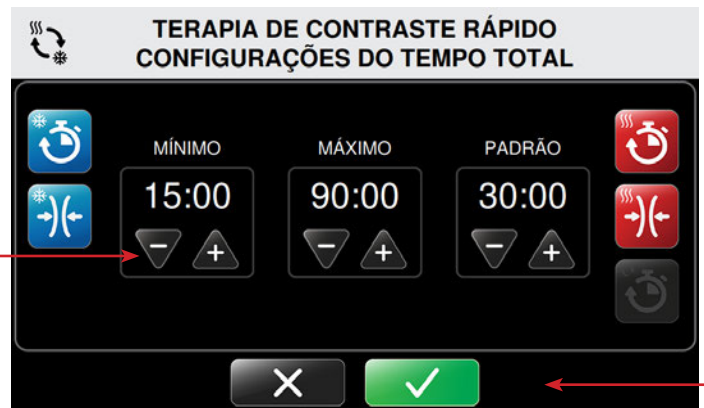 TERAPIA DE CONTRASTE RÁPIDO
CONFIGURAÇÕES DO TEMPO TOTAL
MÍNIMO MÁXIMO PADRÃO
15:00 90:00 30:00